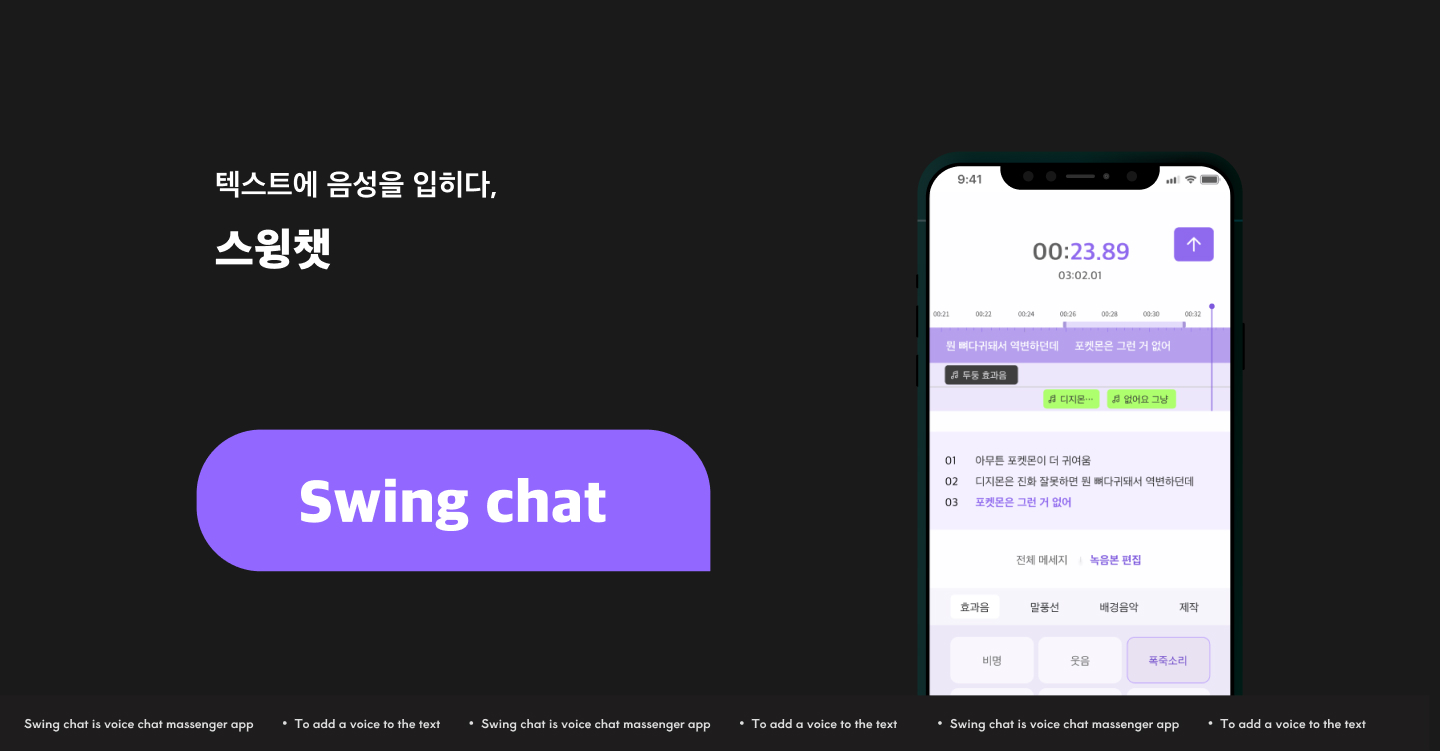 텍스트에 음성을 입히다,
스윙챗
Swing chat
9:41
00:23.89
03:02.01
00:21 00:22 00:24 00:26 00:28 00:30 00:32
뭔 뼈다귀돼서 역변하던데 포켓몬은 그런 거 없어
두둥 효과음
디지몬… 없어요 그냥
01 아무튼 포켓몬이 더 귀여움
02 디지몬은 진화 잘못하면 뭔 뼈다귀돼서 역변하던데
03 포켓몬은 그런 거 없어
전체 메세지 | 녹음본 편집
효과음 말풍선 배경음악 제작
비명 웃음 폭죽소리
Swing chat is voice chat massenger app • To add a voice to the text • Swing chat is voice chat massenger app • To add a voice to the text • Swing chat is voice chat massenger app • To add a voice to the text